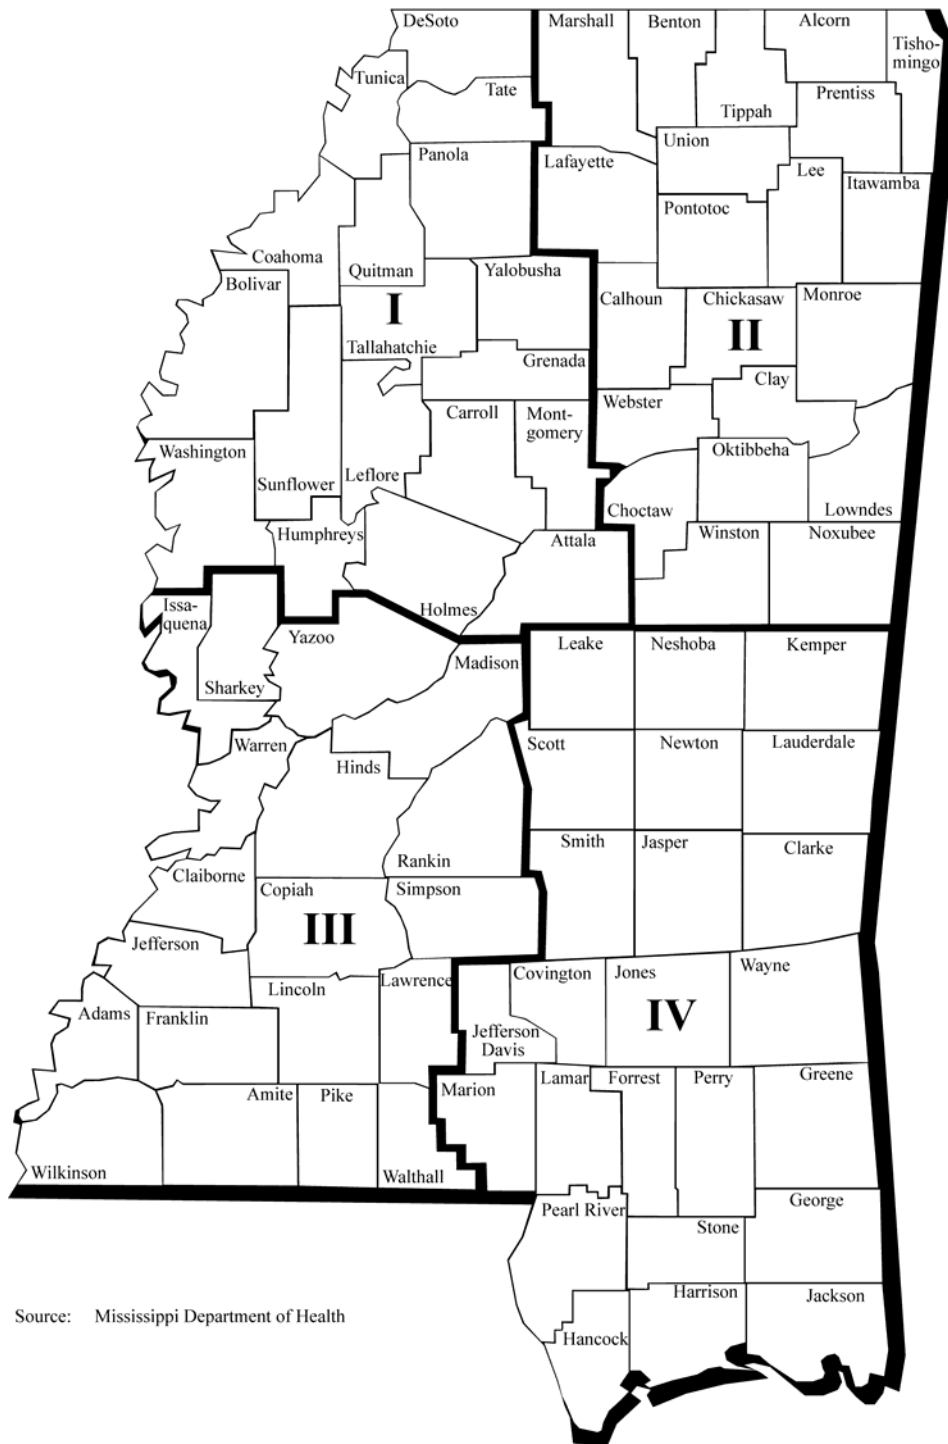 DeSoto
Marshall
Benton
Alcorn
Tisho-
mingo
Tunica
Tate
Tippah
Prentiss
Union
Panola
Lafayette
Lee
Itawamba
Pontotoc
Coahoma
Quitman
Yalobusha
Bolivar
Calhoun
Chickasaw
Monroe
I
II
Tallahatchie
Grenada
Clay
Webster
Carroll
Mont-
gomery
Washington
Oktibbeha
Leflore
Sunflower
Choctaw
Lowndes
Humphreys
Attala
Winston
Noxubee
Holmes
Issa-
quena
Yazoo
Leake
Neshoba
Kemper
Madison
Sharkey
Warren
Scott
Newton
Lauderdale
Hinds
Smith
Jasper
Clarke
Rankin
Claiborne
Copiah
Simpson
III
Jefferson
Covington
Jones
Wayne
Lawrence
Lincoln
Adams
Franklin
IV
Jefferson
Davis
Lamar
Forrest
Perry
Greene
Marion
Amite
Pike
Wilkinson
Walthall
George
Pearl River
Stone
Harrison
Jackson
Hancock
Source: Mississippi Department of Health